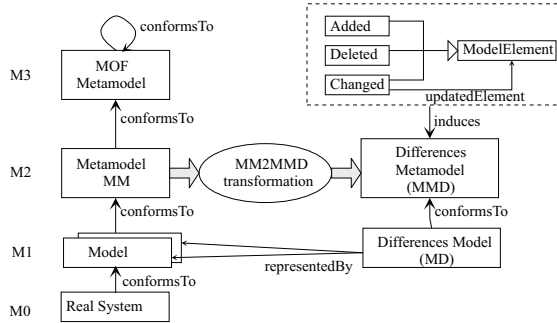 conformsTo
Added
Deleted
Changed
ModelElement
updatedElement
M3
MOF
Metamodel
conformsTo
induces
M2
Metamodel
MM
MM2MMD
transformation
Differences
Metamodel
(MMD)
conformsTo
conformsTo
M1
Model
Differences Model
(MD)
representedBy
conformsTo
M0
Real System